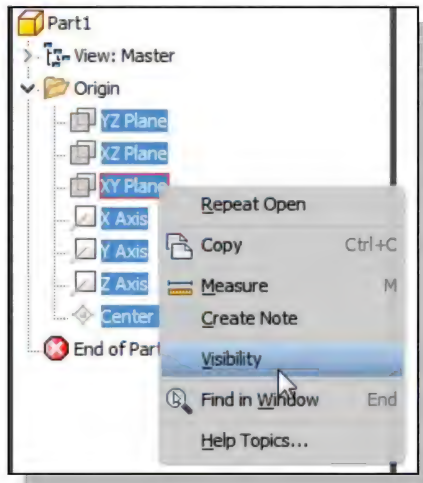 Part1
View: Master
Origin
YZ Plane
XZ Plane
XY Plane
X Axis
Y Axis
Z Axis
Center
End of Part
Repeat Open
Copy Ctrl+C
Measure M
Create Note
Visibility
Find in Window End
Help Topics...